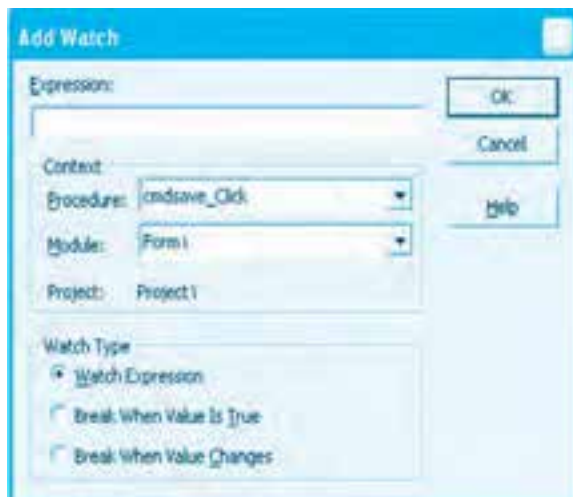 Add Watch
Expression:
OK
Cancel
Help
Context
Procedure: cmdsave_Click
Module: Form1
Project: Project1
Watch Type
Watch Expression
Break When Value Is True
Break When Value Changes